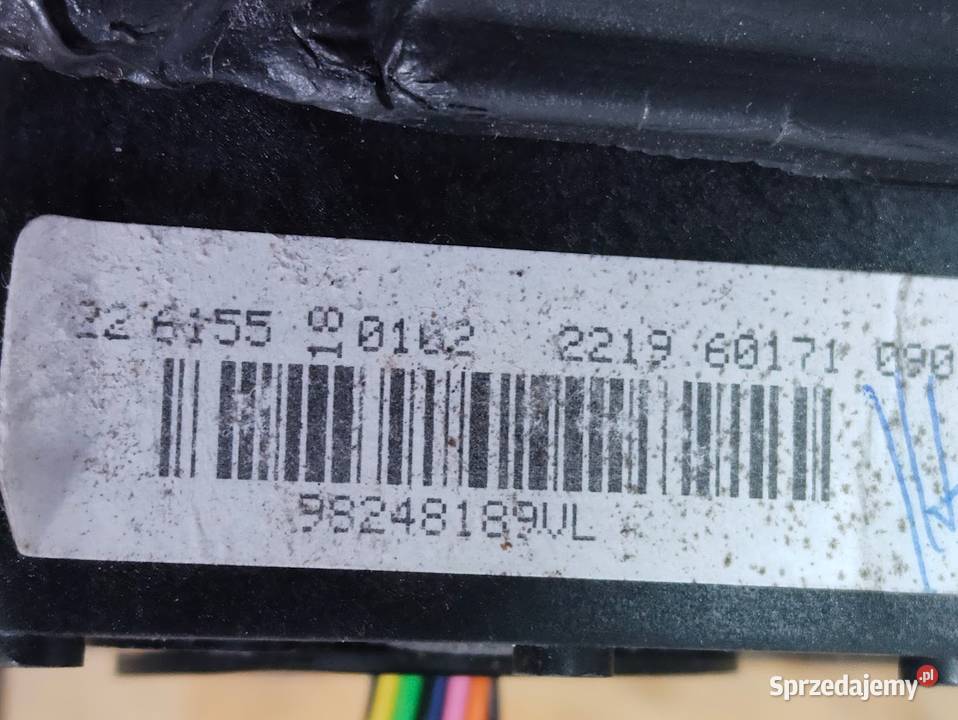 22 6155 18 0102 2219 60171 090
98248189VL
Sprzedajemy.pl